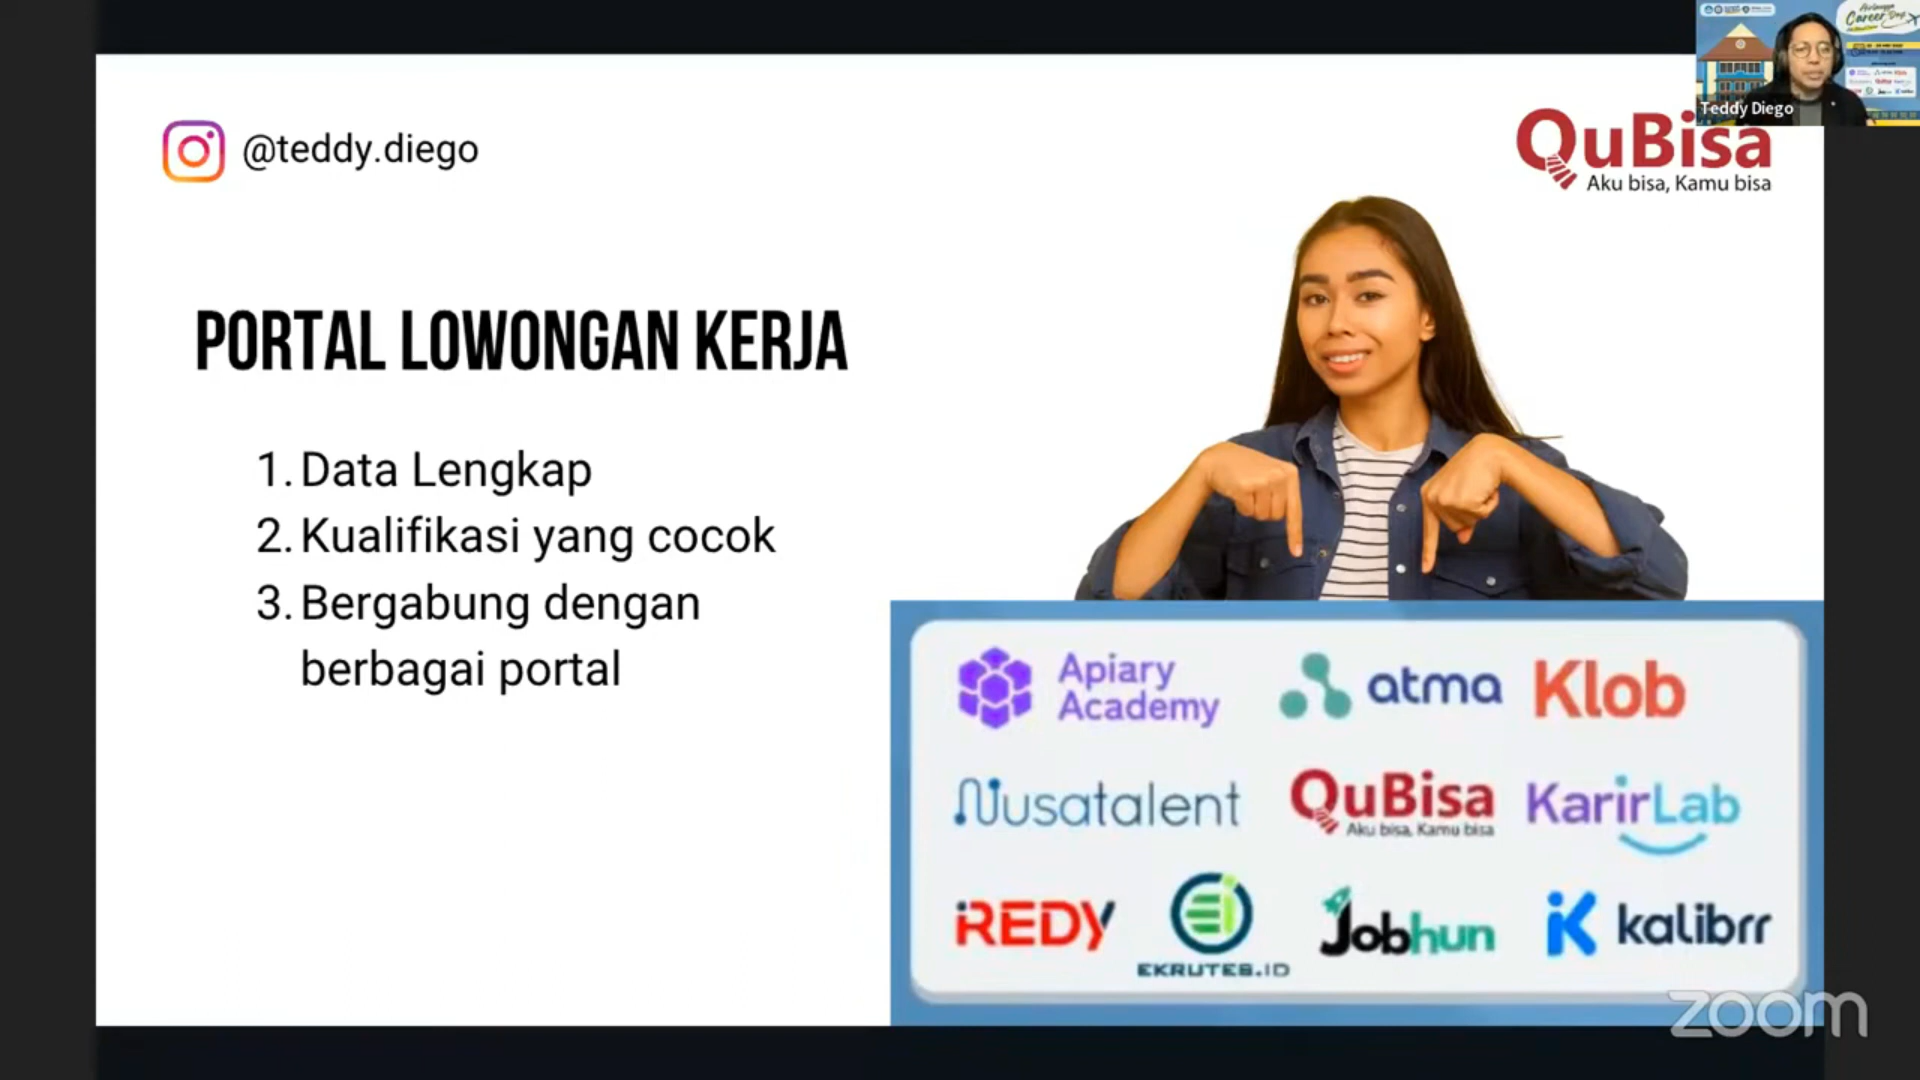 @teddy.diego
Teddy Diego
Career Day
QuBisa
Aku bisa, Kamu bisa
PORTAL LOWONGAN KERJA
1. Data Lengkap
2. Kualifikasi yang cocok
3. Bergabung dengan
berbagai portal
Apiary
Academy
atma
Klob
Nusatalent
QuBisa
Aku bisa, Kamu bisa
KarirLab
REDY
EKRUTES.ID
Jobhun
kalibrr
zoom